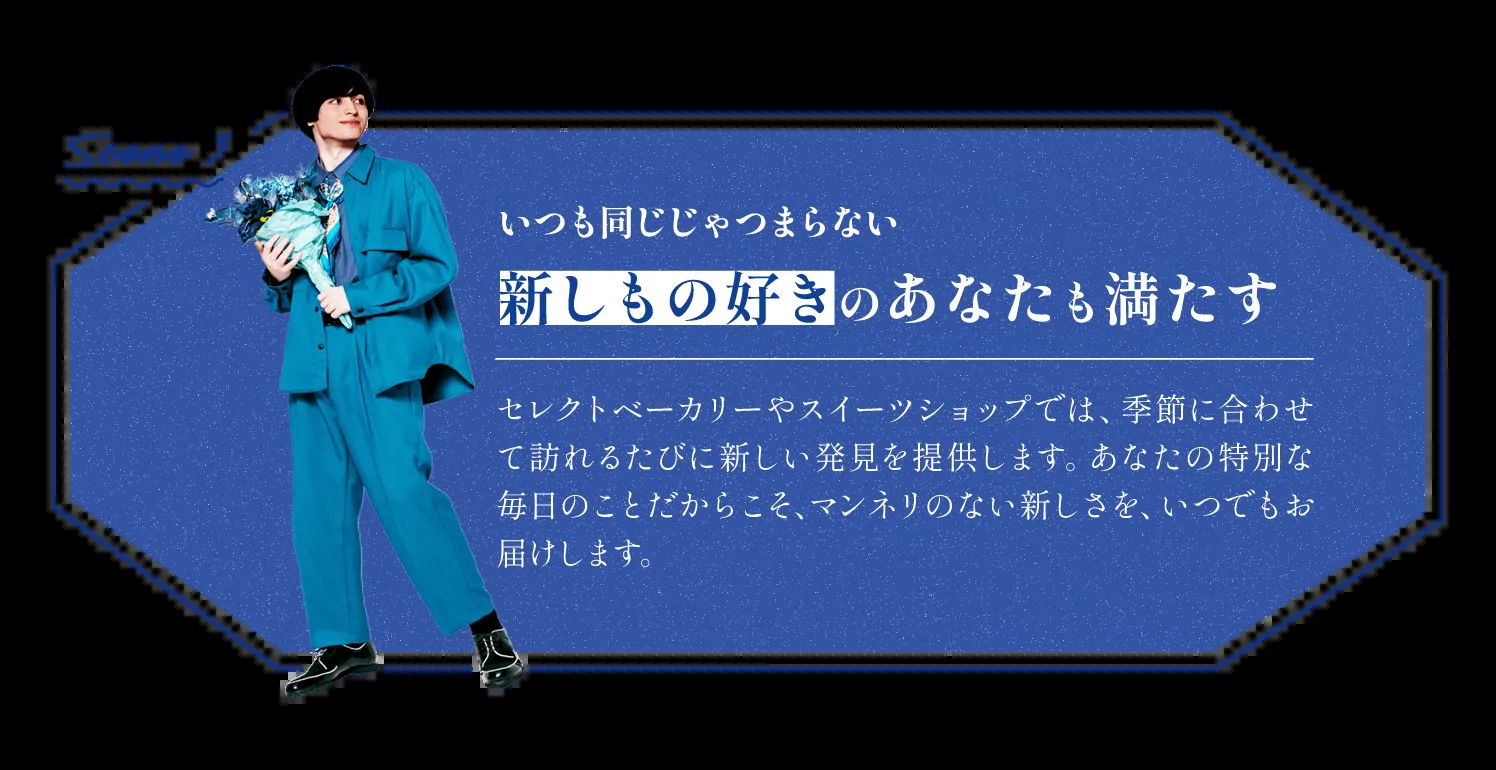 Scene
いつも同じじゃつまらない
新しもの好きのあなたも満たす
セレクトベーカリーやスイーツショップでは、季節に合わせ
て訪れるたびに新しい発見を提供します。あなたの特別な
毎日のことだからこそ、マンネリのない新しさを、いつでもお
届けします。